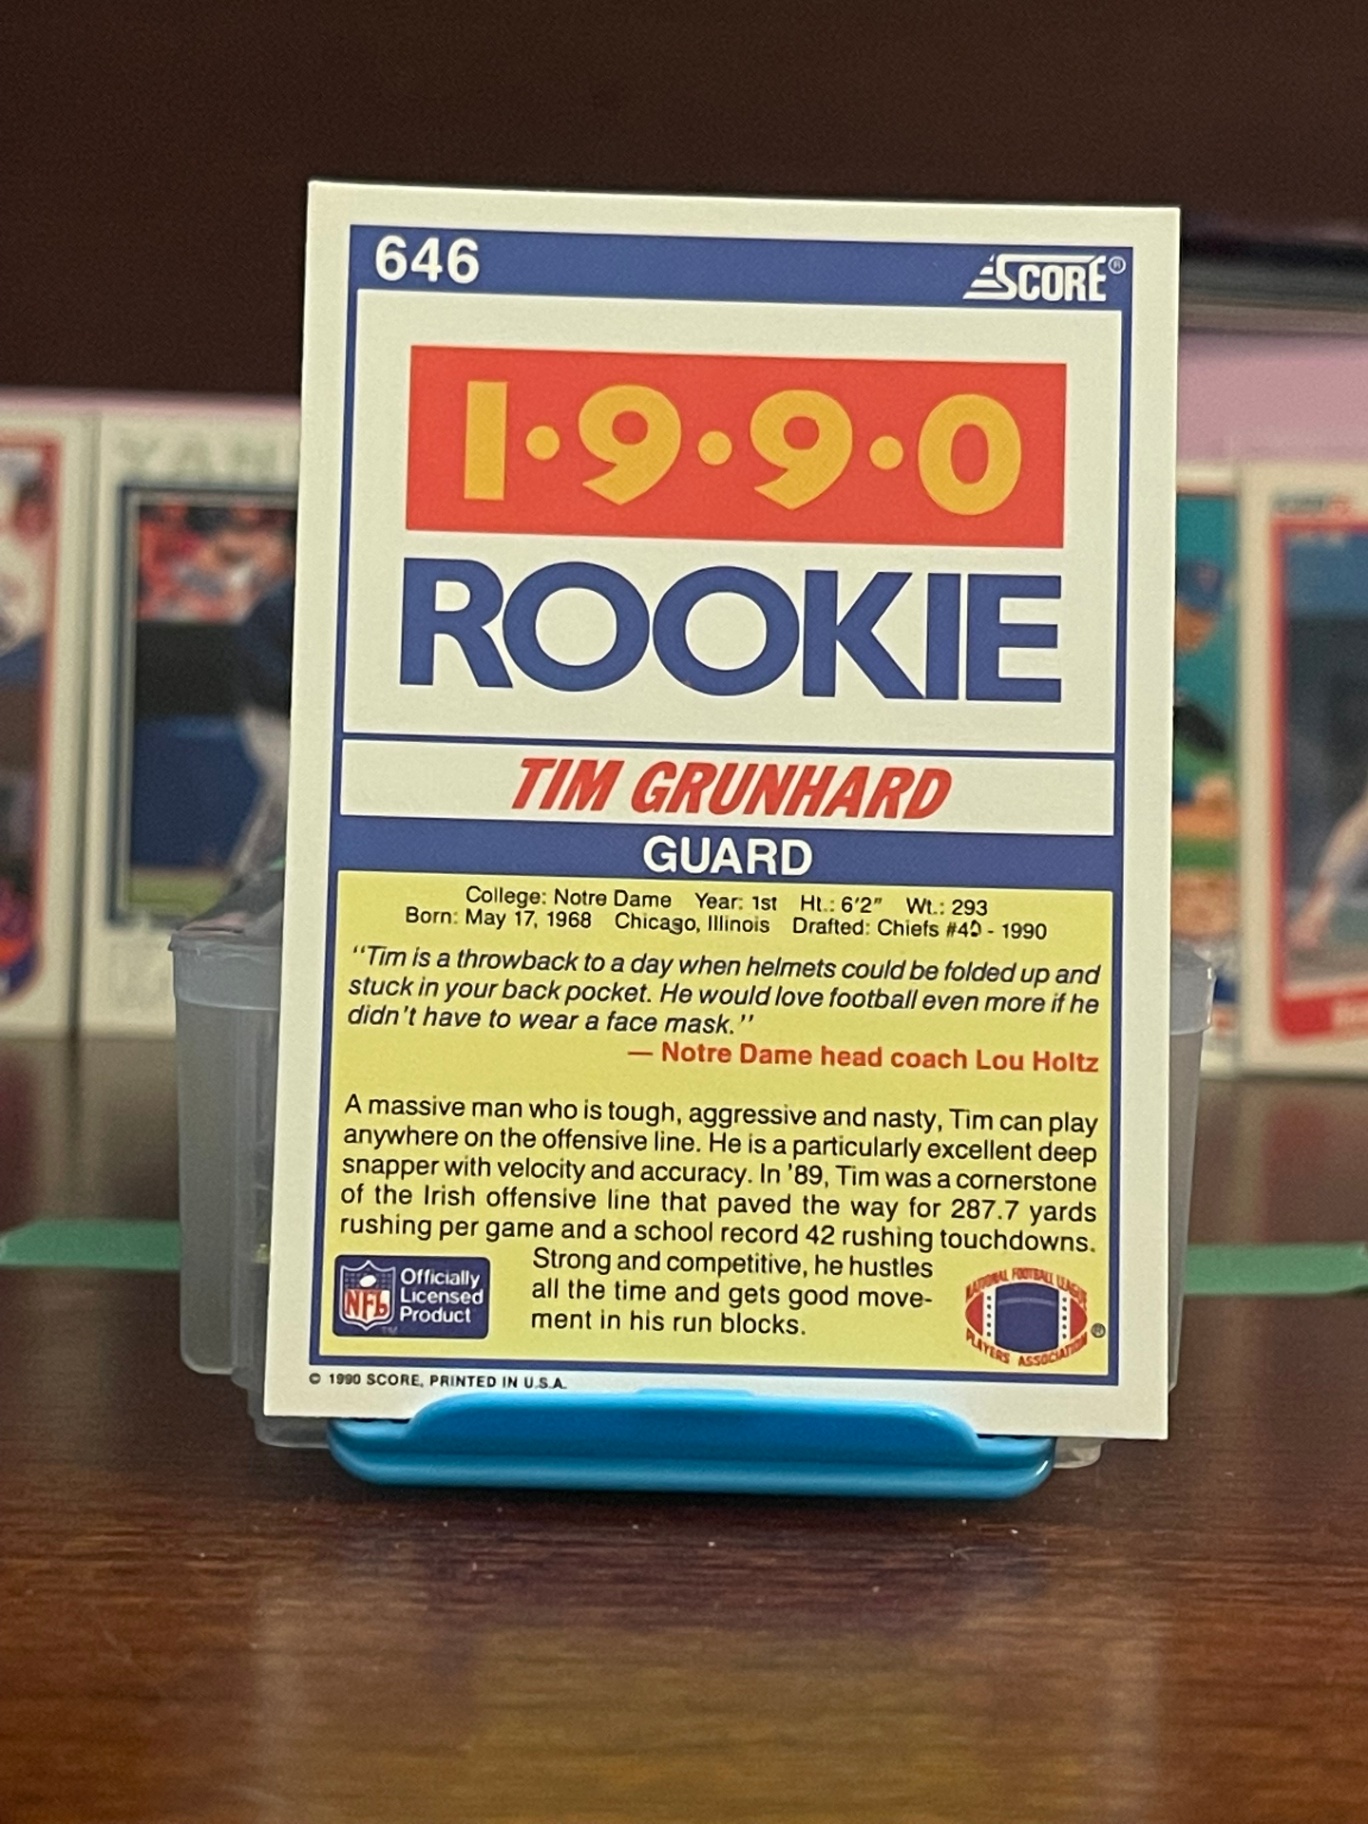 646
SCORE®
1·9·9·0
ROOKIE
TIM GRUNHARD
GUARD
College: Notre Dame Year: 1st Ht.: 6'2" Wt.: 293
Born: May 17, 1968 Chicago, Illinois Drafted: Chiefs #40 - 1990
"Tim is a throwback to a day when helmets could be folded up and
stuck in your back pocket. He would love football even more if he
didn't have to wear a face mask."
— Notre Dame head coach Lou Holtz
A massive man who is tough, aggressive and nasty, Tim can play
anywhere on the offensive line. He is a particularly excellent deep
snapper with velocity and accuracy. In '89, Tim was a cornerstone
of the Irish offensive line that paved the way for 287.7 yards
rushing per game and a school record 42 rushing touchdowns.
Strong and competitive, he hustles
all the time and gets good move-
ment in his run blocks.
NFL
TM
Officially
Licensed
Product
NATIONAL FOOTBALL LEAGUE
PLAYERS ASSOCIATION
®
© 1990 SCORE, PRINTED IN U.S.A.